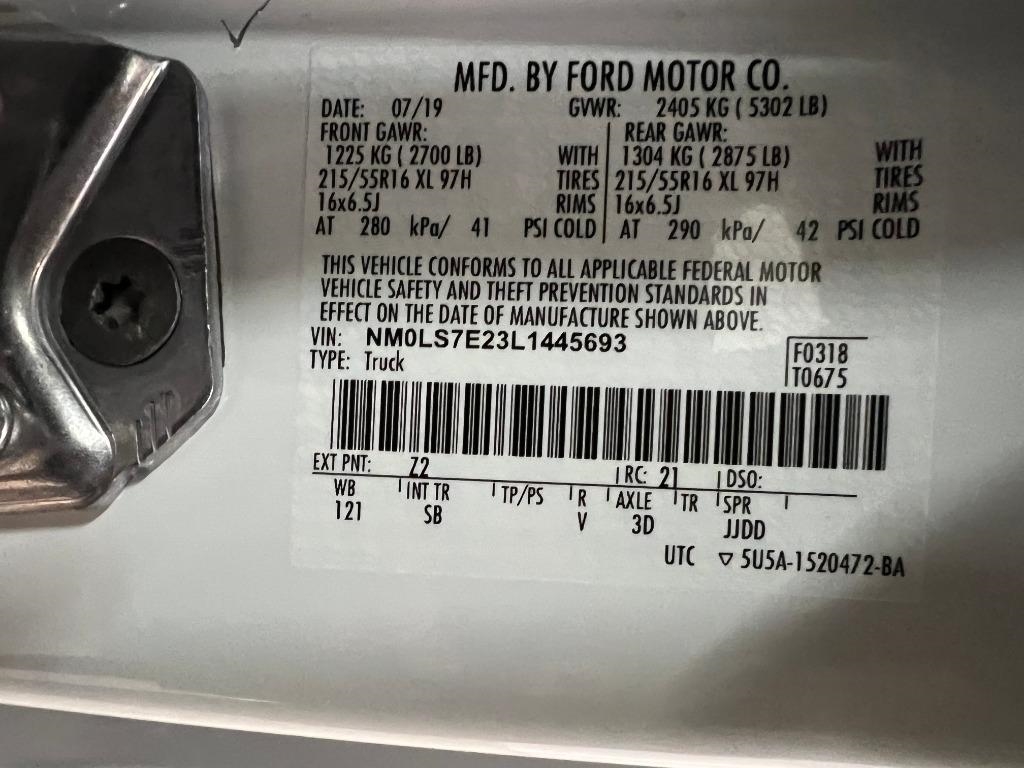 MFD. BY FORD MOTOR CO.
DATE: 07/19 GVWR: 2405 KG ( 5302 LB)
FRONT GAWR: REAR GAWR:
1225 KG ( 2700 LB) WITH 1304 KG ( 2875 LB) WITH
215/55R16 XL 97H TIRES 215/55R16 XL 97H TIRES
16x6.5J RIMS 16x6.5J RIMS
AT 280 kPa/ 41 PSI COLD AT 290 kPa/ 42 PSI COLD
THIS VEHICLE CONFORMS TO ALL APPLICABLE FEDERAL MOTOR
VEHICLE SAFETY AND THEFT PREVENTION STANDARDS IN
EFFECT ON THE DATE OF MANUFACTURE SHOWN ABOVE.
VIN: NM0LS7E23L1445693
TYPE: Truck
F0318
T0675
EXT PNT: Z2 RC: 21 DSO:
WB INT TR TP/PS R AXLE TR SPR
121 SB V 3D JJDD
UTC ▽ 5U5A-1520472-BA